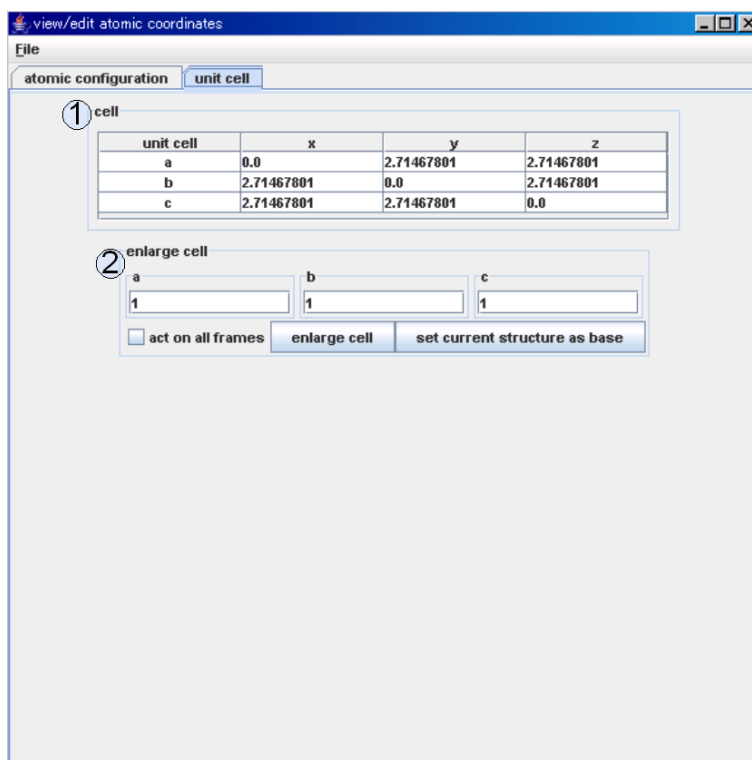 view/edit atomic coordinates
File
atomic configuration unit cell
① cell
unit cell x y z
a 0.0 2.71467801 2.71467801
b 2.71467801 0.0 2.71467801
c 2.71467801 2.71467801 0.0
② enlarge cell
a b c
1 1 1
act on all frames enlarge cell set current structure as base